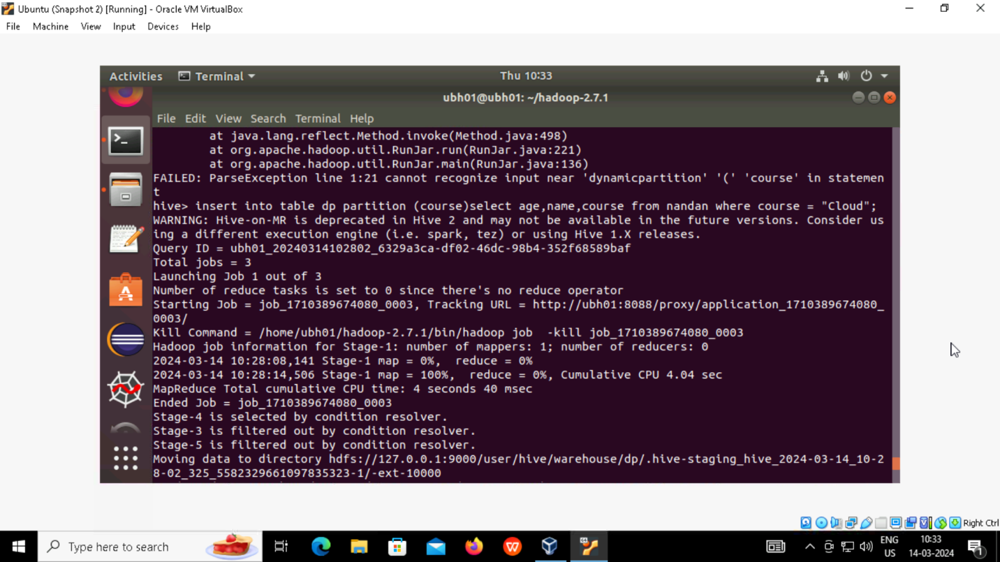 Ubuntu (Snapshot 2) [Running] - Oracle VM VirtualBox
File Machine View Input Devices Help
Activities Terminal Thu 10:33
ubh01@ubh01: ~/hadoop-2.7.1
File Edit View Search Terminal Help
at java.lang.reflect.Method.invoke(Method.java:498)
at org.apache.hadoop.util.RunJar.run(RunJar.java:221)
at org.apache.hadoop.util.RunJar.main(RunJar.java:136)
FAILED: ParseException line 1:21 cannot recognize input near 'dynamicpartition' '(' 'course' in statemen
t
hive> insert into table dp partition (course)select age,name,course from nandan where course = "Cloud";
WARNING: Hive-on-MR is deprecated in Hive 2 and may not be available in the future versions. Consider us
ing a different execution engine (i.e. spark, tez) or using Hive 1.X releases.
Query ID = ubh01_20240314102802_6329a3ca-df02-46dc-98b4-352f68589baf
Total jobs = 3
Launching Job 1 out of 3
Number of reduce tasks is set to 0 since there's no reduce operator
Starting Job = job_1710389674080_0003, Tracking URL = http://ubh01:8088/proxy/application_1710389674080_
0003/
Kill Command = /home/ubh01/hadoop-2.7.1/bin/hadoop job  -kill job_1710389674080_0003
Hadoop job information for Stage-1: number of mappers: 1; number of reducers: 0
2024-03-14 10:28:08,141 Stage-1 map = 0%,  reduce = 0%
2024-03-14 10:28:14,506 Stage-1 map = 100%,  reduce = 0%, Cumulative CPU 4.04 sec
MapReduce Total cumulative CPU time: 4 seconds 40 msec
Ended Job = job_1710389674080_0003
Stage-4 is selected by condition resolver.
Stage-3 is filtered out by condition resolver.
Stage-5 is filtered out by condition resolver.
Moving data to directory hdfs://127.0.0.1:9000/user/hive/warehouse/dp/.hive-staging_hive_2024-03-14_10-2
8-02_325_5582329661097835323-1/-ext-10000
Right Ctrl
Type here to search
ENG
US
10:33
14-03-2024
1